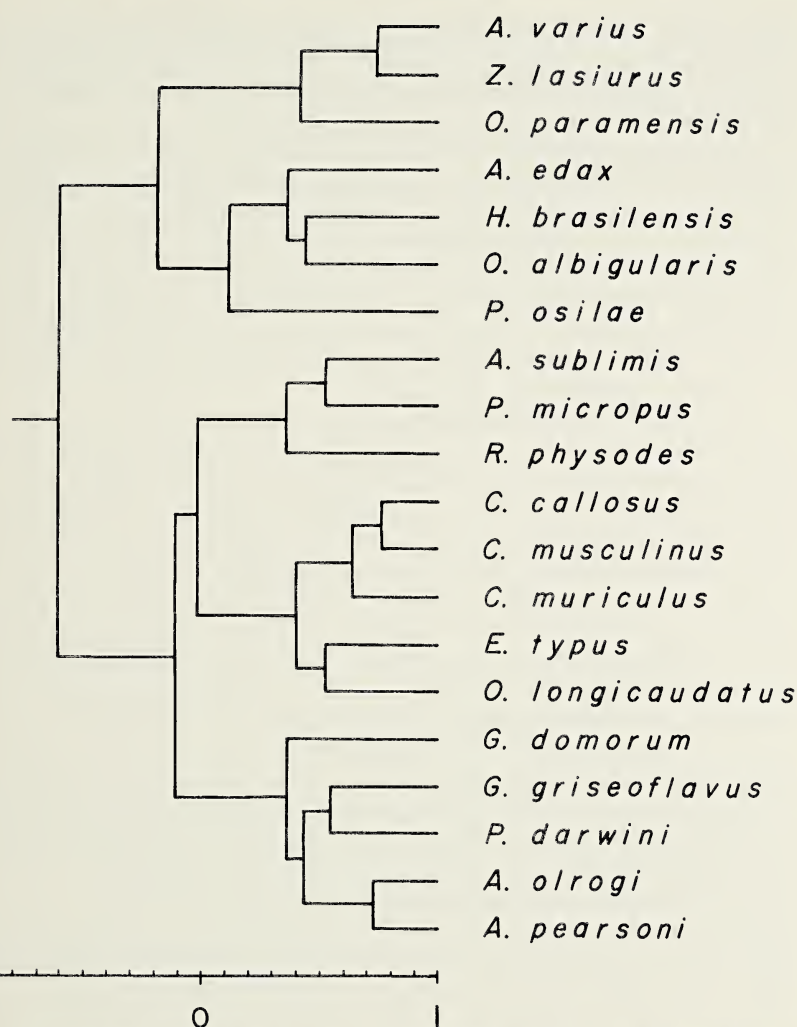 A. varius
Z. lasiurus
O. paramensis
A. edax
H. brasilensis
O. albigularis
P. osilae
A. sublimis
P. micropus
R. physodes
C. callosus
C. musculinus
C. muriculus
E. typus
O. longicaudatus
G. domorum
G. griseoflavus
P. darwini
A. olrogi
A. pearsoni
0 1